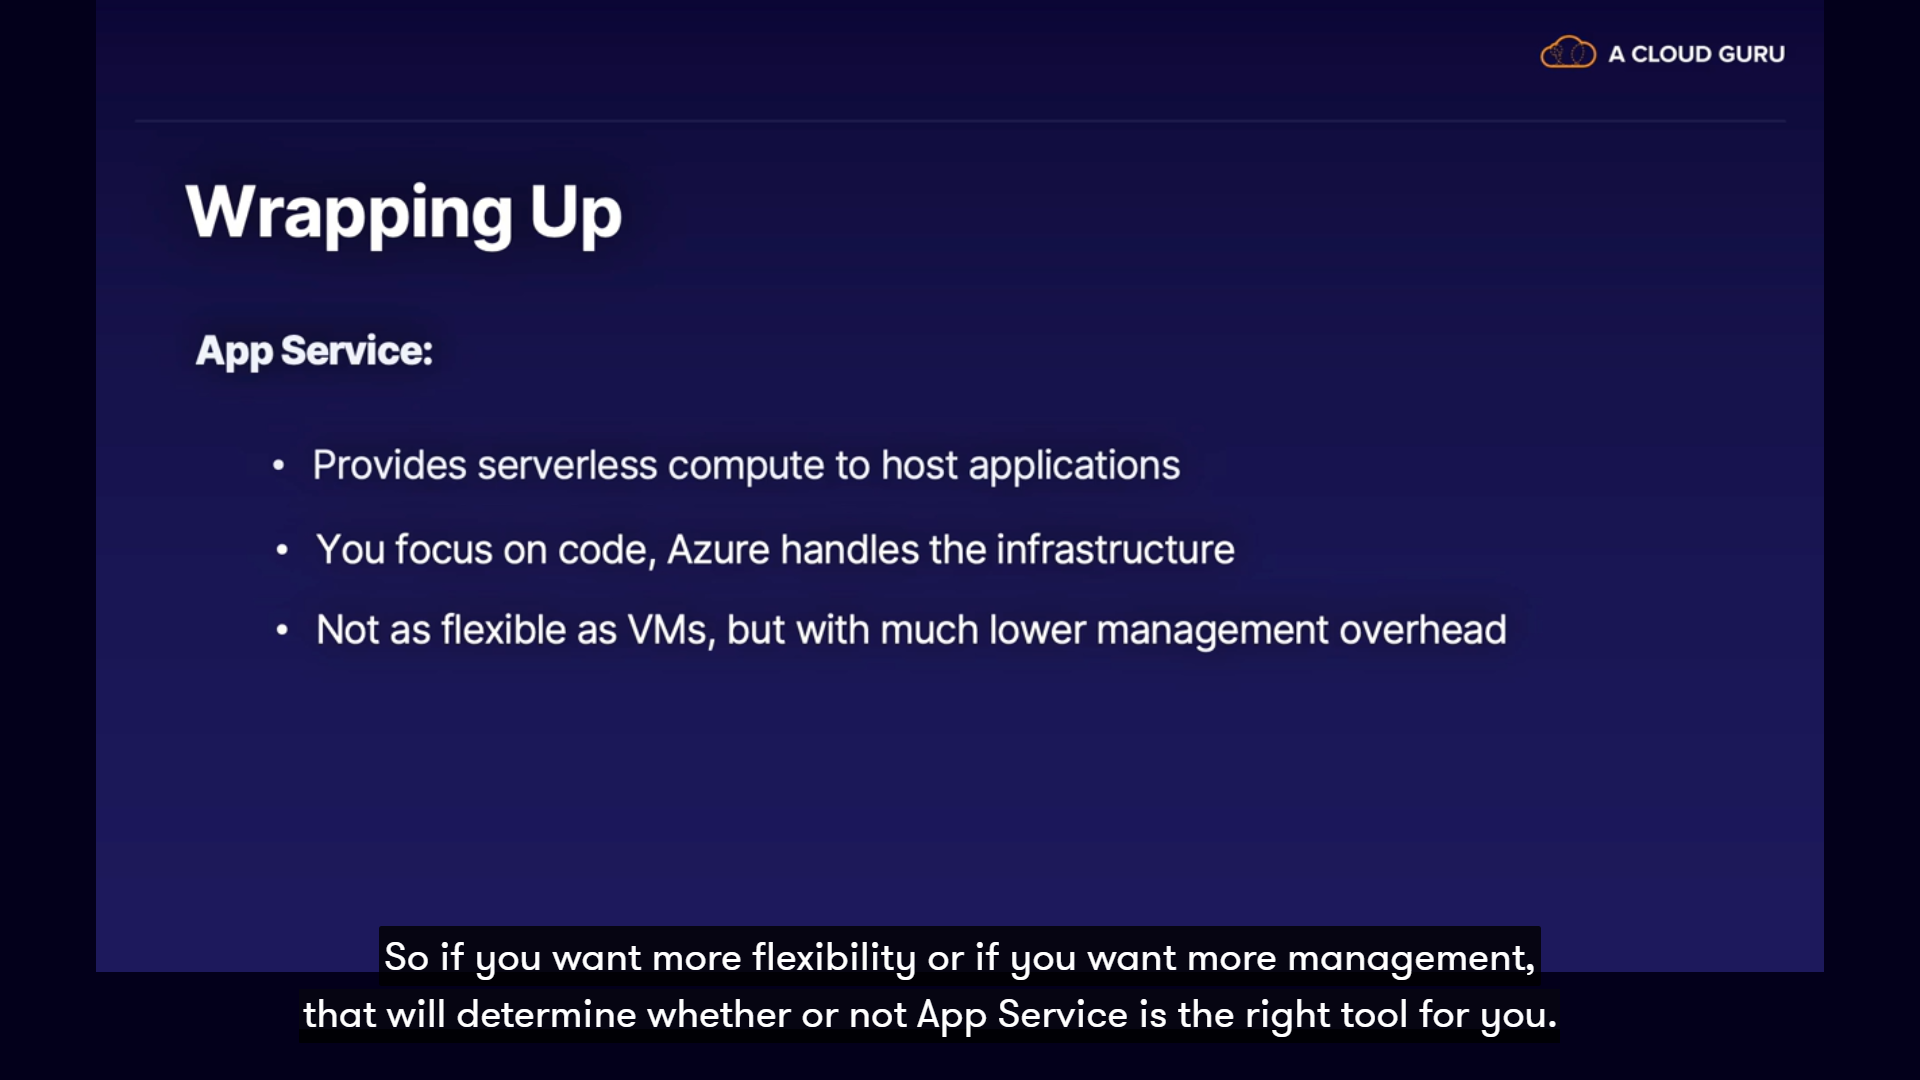 A CLOUD GURU
Wrapping Up
App Service:
• Provides serverless compute to host applications
• You focus on code, Azure handles the infrastructure
• Not as flexible as VMs, but with much lower management overhead
So if you want more flexibility or if you want more management,
that will determine whether or not App Service is the right tool for you.